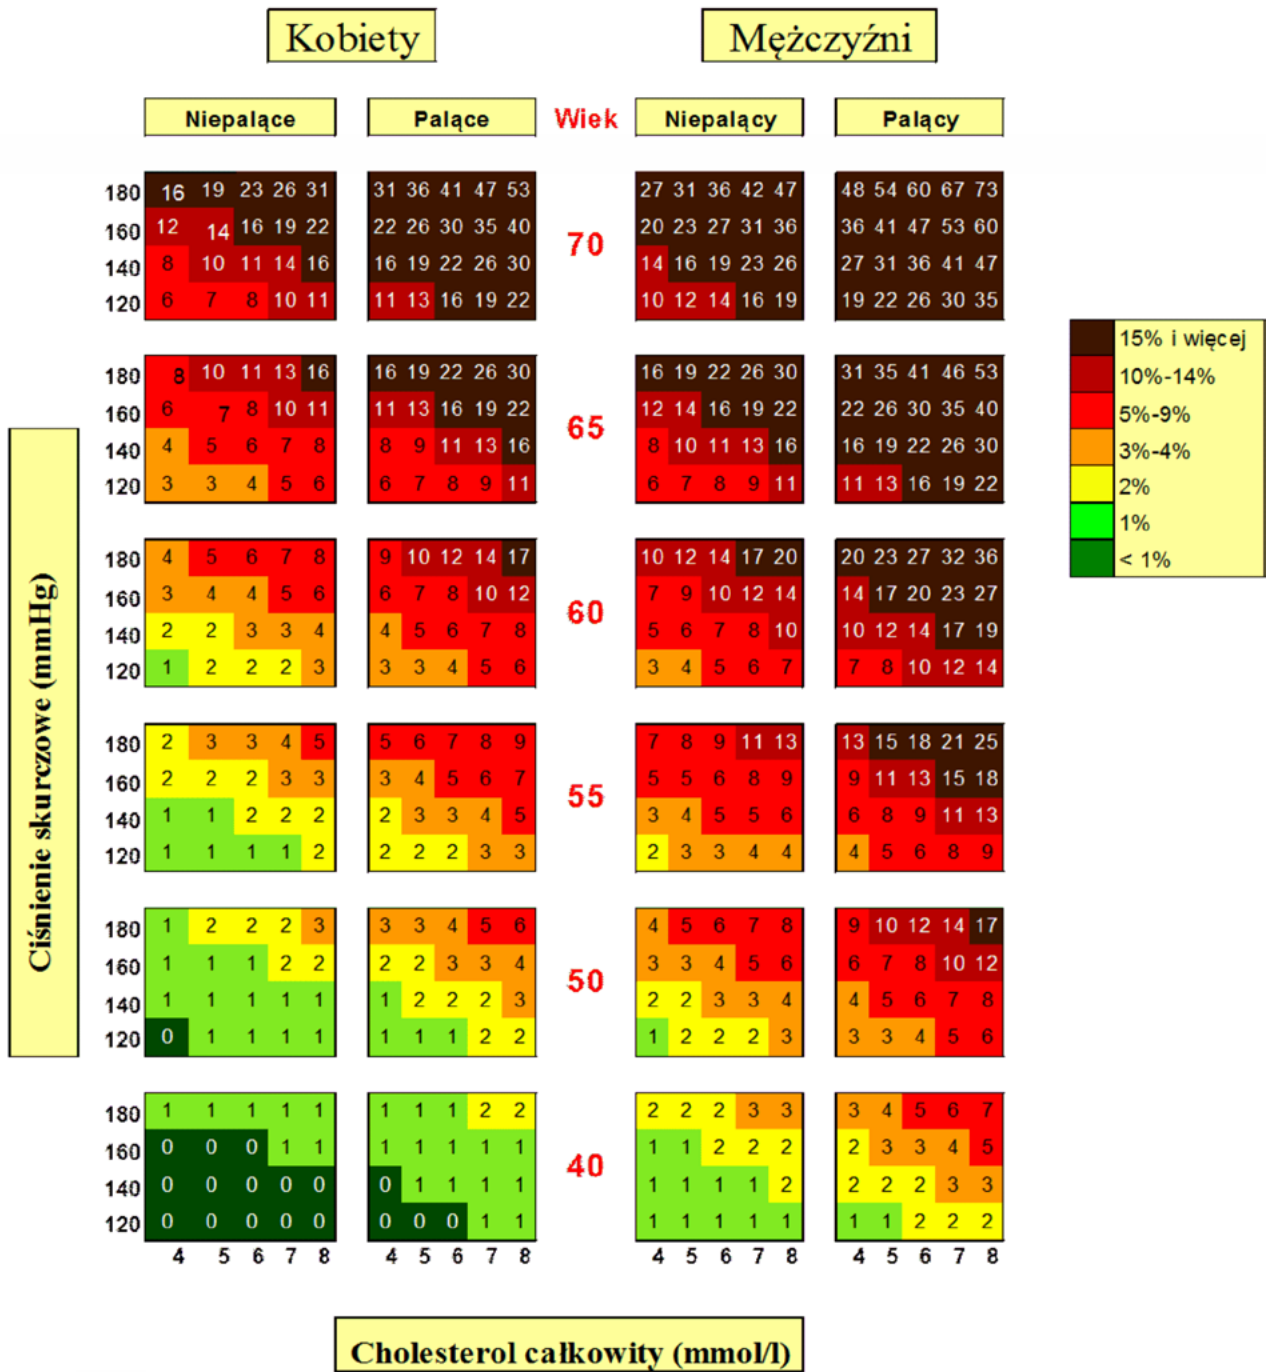 Kobiety Mężczyźni
Niepalące Palące Wiek Niepalący Palący
180 16 19 23 26 31 31 36 41 47 53 27 31 36 42 47 48 54 60 67 73
160 12 14 16 19 22 22 26 30 35 40 20 23 27 31 36 36 41 47 53 60
70
140 8 10 11 14 16 16 19 22 26 30 14 16 19 23 26 27 31 36 41 47
120 6 7 8 10 11 11 13 16 19 22 10 12 14 16 19 19 22 26 30 35
180 8 10 11 13 16 16 19 22 26 30 16 19 22 26 30 31 35 41 46 53
160 6 7 8 10 11 11 13 16 19 22 12 14 16 19 22 22 26 30 35 40
65
140 4 5 6 7 8 8 9 11 13 16 8 10 11 13 16 16 19 22 26 30
120 3 3 4 5 6 6 7 8 9 11 6 7 8 9 11 11 13 16 19 22
180 4 5 6 7 8 9 10 12 14 17 10 12 14 17 20 20 23 27 32 36
160 3 4 4 5 6 6 7 8 10 12 7 9 10 12 14 14 17 20 23 27
60
140 2 2 3 3 4 4 5 6 7 8 5 6 7 8 10 10 12 14 17 19
120 1 2 2 2 3 3 3 4 5 6 3 4 5 6 7 7 8 10 12 14
180 2 3 3 4 5 5 6 7 8 9 7 8 9 11 13 13 15 18 21 25
160 2 2 2 3 3 3 4 5 6 7 5 5 6 8 9 9 11 13 15 18
55
140 1 1 2 2 2 2 3 3 4 5 3 4 5 5 6 6 8 9 11 13
120 1 1 1 1 2 2 2 2 3 3 2 3 3 4 4 4 5 6 8 9
180 1 2 2 2 3 3 3 4 5 6 4 5 6 7 8 9 10 12 14 17
160 1 1 1 2 2 2 2 3 3 4 3 3 4 5 6 6 7 8 10 12
50
140 1 1 1 1 1 1 2 2 2 3 2 2 3 3 4 4 5 6 7 8
120 0 1 1 1 1 1 1 1 2 2 1 2 2 2 3 3 3 4 5 6
180 1 1 1 1 1 1 1 1 2 2 2 2 2 3 3 3 4 5 6 7
160 0 0 0 1 1 1 1 1 1 1 1 1 2 2 2 2 3 3 4 5
40
140 0 0 0 0 0 0 1 1 1 1 1 1 1 1 2 2 2 2 3 3
120 0 0 0 0 0 0 0 0 1 1 1 1 1 1 1 1 1 2 2 2
4 5 6 7 8 4 5 6 7 8 4 5 6 7 8 4 5 6 7 8
Ciśnienie skurczowe (mmHg)
Cholesterol całkowity (mmol/l)
15% i więcej
10%-14%
5%-9%
3%-4%
2%
1%
< 1%